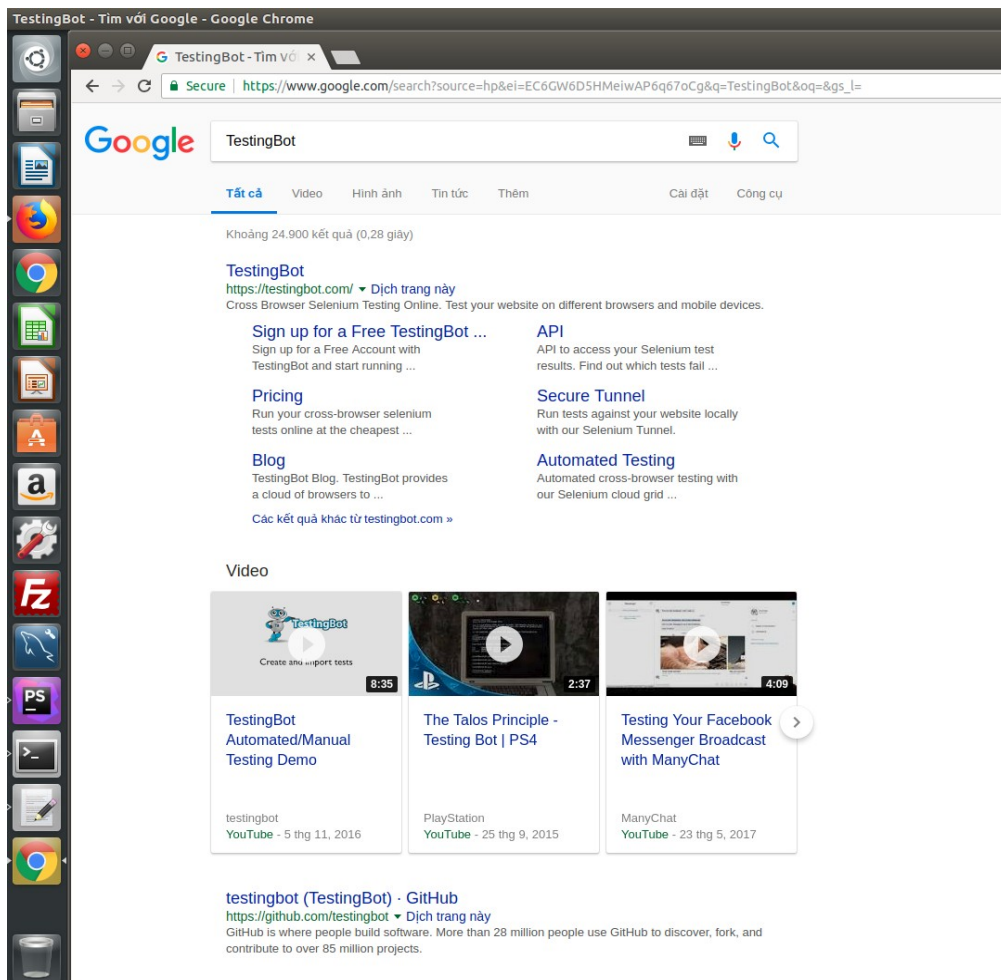 TestingBot - Tìm với Google - Google Chrome
TestingBot - Tìm vớ
Secure | https://www.google.com/search?source=hp&ei=EC6GW6D5HMeiwAP6q67oCg&q=TestingBot&oq=&gs_l=
Google
TestingBot
Tất cả Video Hình ảnh Tin tức Thêm Cài đặt Công cụ
Khoảng 24.900 kết quả (0,28 giây)
TestingBot
https://testingbot.com/ Dịch trang này
Cross Browser Selenium Testing Online. Test your website on different browsers and mobile devices.
Sign up for a Free TestingBot ...
Sign up for a Free Account with
TestingBot and start running ...
API
API to access your Selenium test
results. Find out which tests fail ...
Pricing
Run your cross-browser selenium
tests online at the cheapest ...
Secure Tunnel
Run tests against your website locally
with our Selenium Tunnel.
Blog
TestingBot Blog. TestingBot provides
a cloud of browsers to ...
Automated Testing
Automated cross-browser testing with
our Selenium cloud grid ...
Các kết quả khác từ testingbot.com »
Video
TestingBot
Create and import tests
8:35
TestingBot
Automated/Manual
Testing Demo
testingbot
YouTube - 5 thg 11, 2016
2:37
The Talos Principle -
Testing Bot | PS4
PlayStation
YouTube - 25 thg 9, 2015
4:09
Testing Your Facebook
Messenger Broadcast
with ManyChat
ManyChat
YouTube - 23 thg 5, 2017
testingbot (TestingBot) · GitHub
https://github.com/testingbot Dịch trang này
GitHub is where people build software. More than 28 million people use GitHub to discover, fork, and
contribute to over 85 million projects.
a
Fz
PS
>_